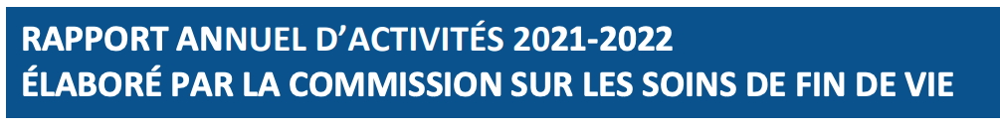 RAPPORT ANNUEL D’ACTIVITÉS 2021-2022
ÉLABORÉ PAR LA COMMISSION SUR LES SOINS DE FIN DE VIE